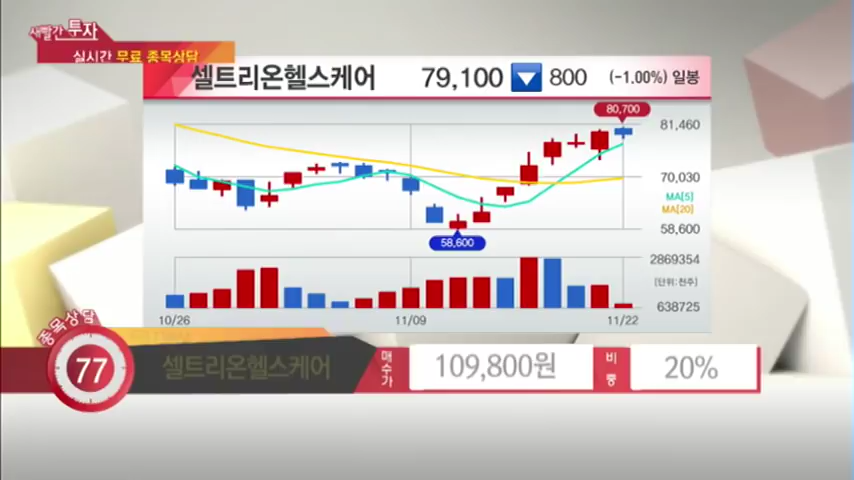 새빨간 투자
실시간 무료 종목상담
셀트리온헬스케어 79,100 ▼ 800 (-1.00%) 일봉
80,700
81,460
70,030
MA[5]
MA[20]
58,600
58,600
2869354
[단위:천주]
638725
10/26 11/09 11/22
종목상담
77 셀트리온헬스케어 매수가 109,800원 비중 20%